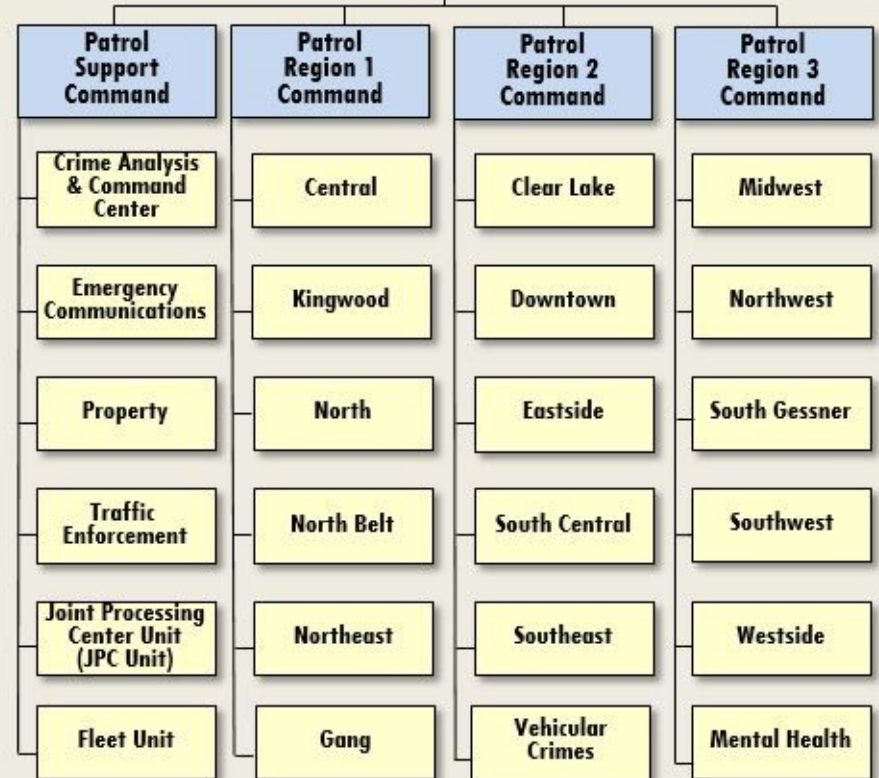 Patrol
Support
Command
Crime Analysis
& Command
Center
Emergency
Communications
Property
Traffic
Enforcement
Joint Processing
Center Unit
(JPC Unit)
Fleet Unit
Patrol
Region 1
Command
Central
Kingwood
North
North Belt
Northeast
Gang
Patrol
Region 2
Command
Clear Lake
Downtown
Eastside
South Central
Southeast
Vehicular
Crimes
Patrol
Region 3
Command
Midwest
Northwest
South Gessner
Southwest
Westside
Mental Health